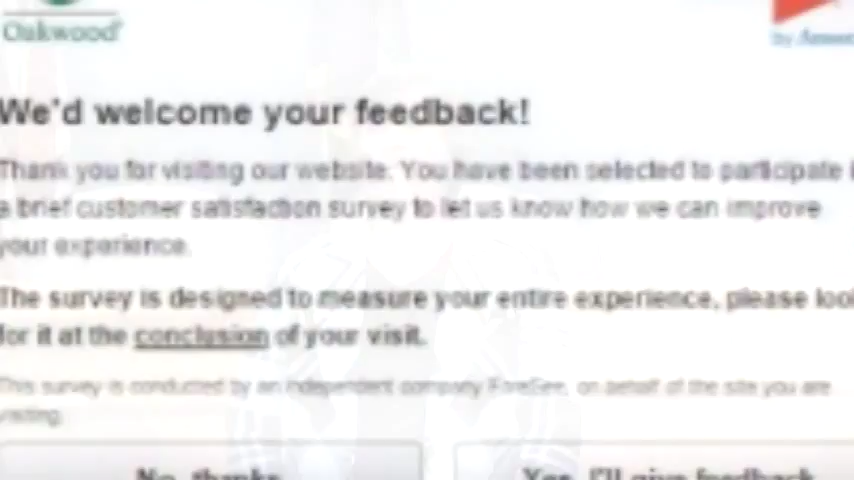 Oakwood
by Answer
We'd welcome your feedback!
Thank you for visiting our website. You have been selected to participate
a brief customer satisfaction survey to let us know how we can improve
your experience.
The survey is designed to measure your entire experience, please loo
for it at the conclusion of your visit.
This survey is conducted by an independent company ForeSee, on behalf of the site you are
visiting.
No, thanks
Yes, I'll give feedback